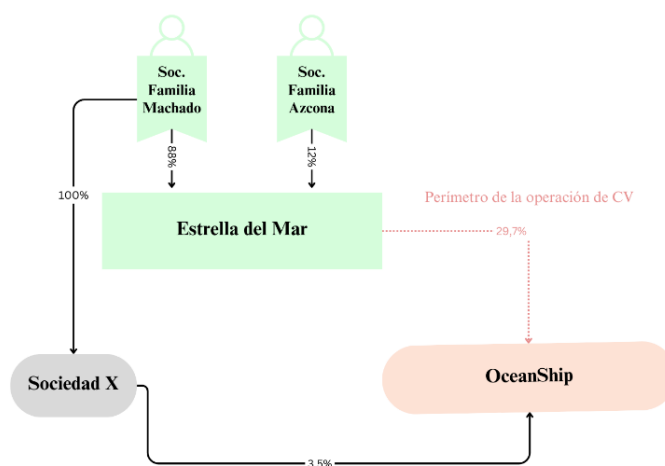 Soc.
Familia
Machado
Soc.
Familia
Azcona
88%
12%
100%
Perímetro de la operación de CV
Estrella del Mar
29,7%
Sociedad X
OceanShip
3,5%